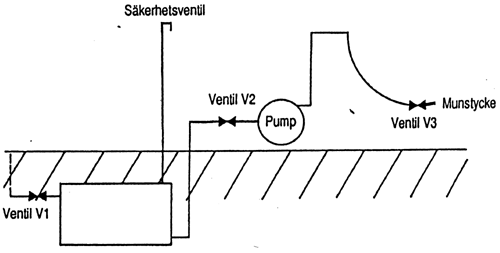 Säkerhetsventil
Ventil V2
Pump
Munstycke
Ventil V3
Ventil V1